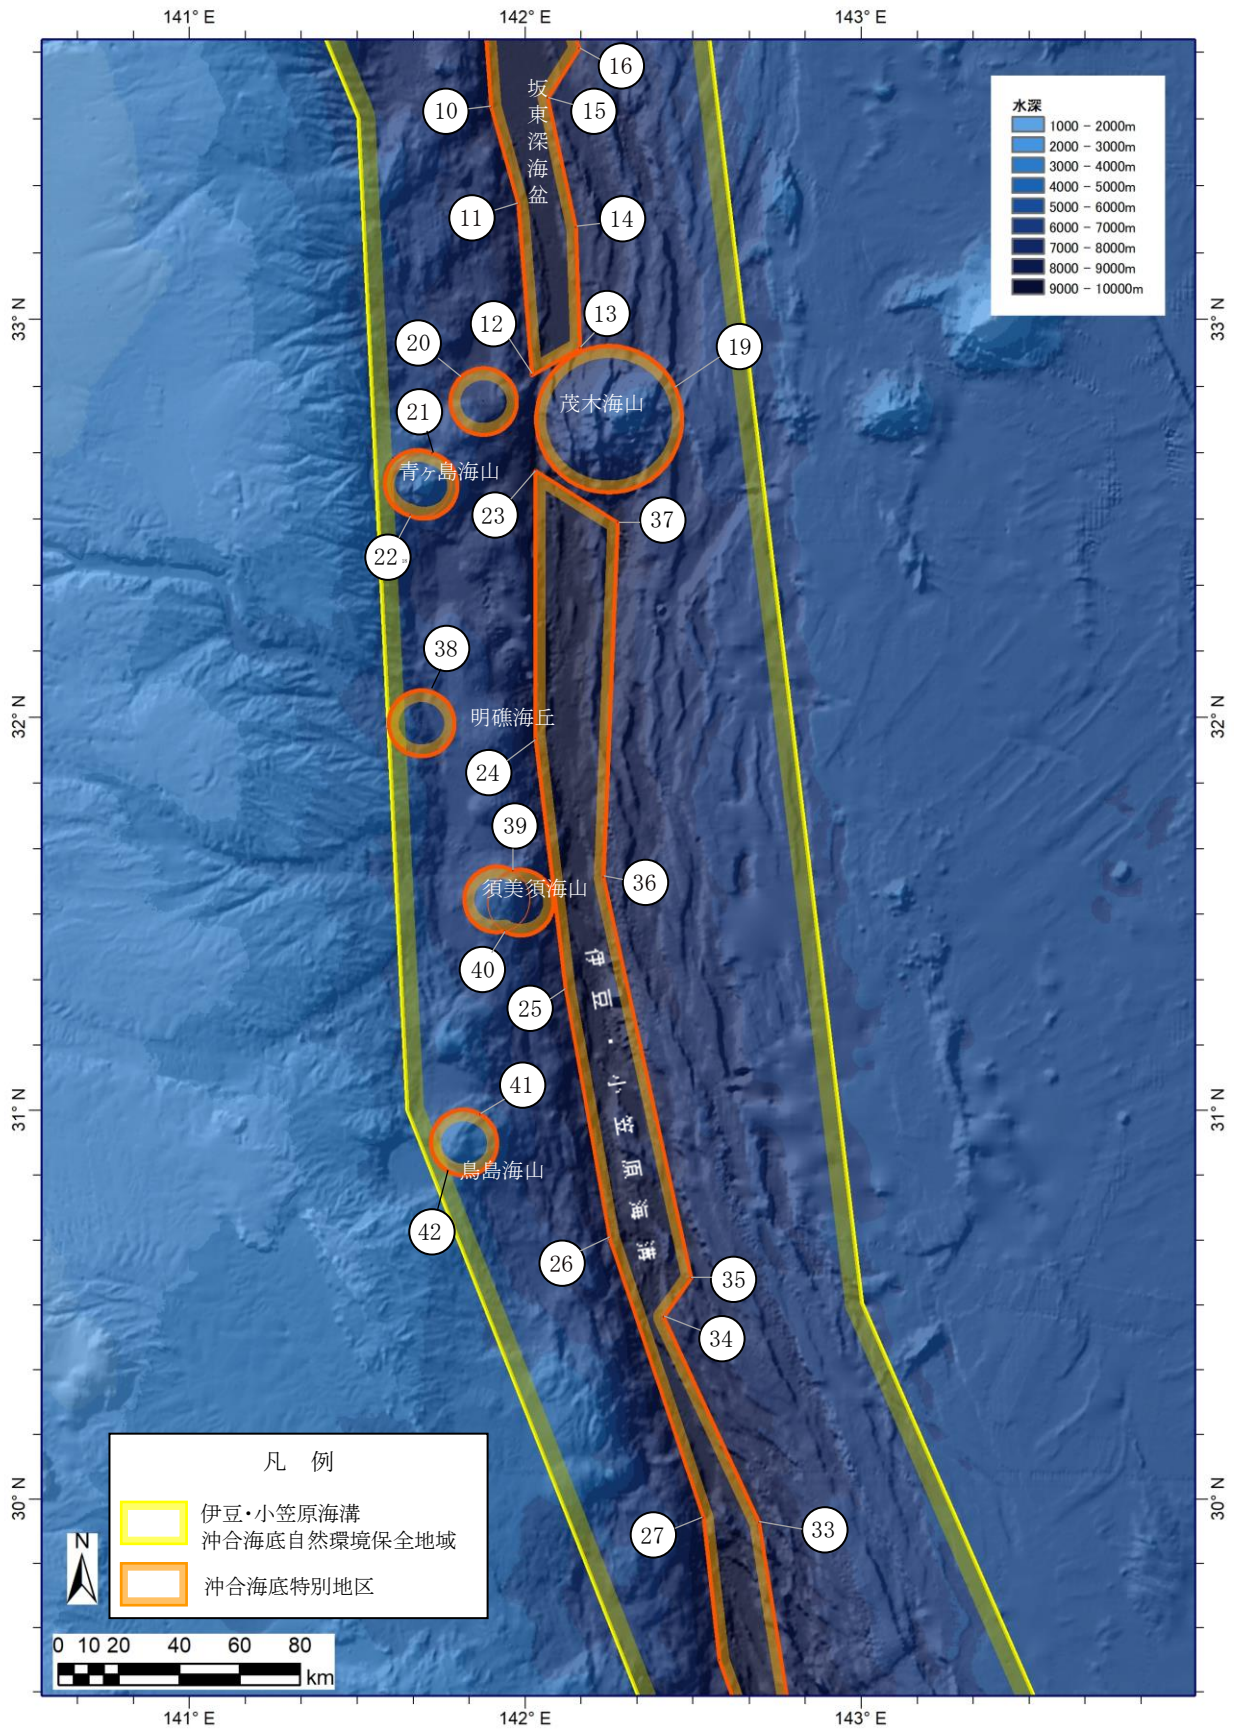 141° E
142° E
143° E
水深
1000 - 2000m
2000 - 3000m
3000 - 4000m
4000 - 5000m
5000 - 6000m
6000 - 7000m
7000 - 8000m
8000 - 9000m
9000 - 10000m
16
15
10
坂東深海盆
11
14
33° N
33° N
13
12
20
19
茂木海山
21
青ヶ島海山
23
37
22
38
32° N
32° N
明礁海丘
24
39
須美須海山
36
40
伊豆・小笠原海溝
25
41
31° N
31° N
鳥島海山
42
26
35
34
30° N
30° N
27
33
凡 例
伊豆・小笠原海溝
沖合海底自然環境保全地域
沖合海底特別地区
N
0 10 20 40 60 80
km
141° E
142° E
143° E